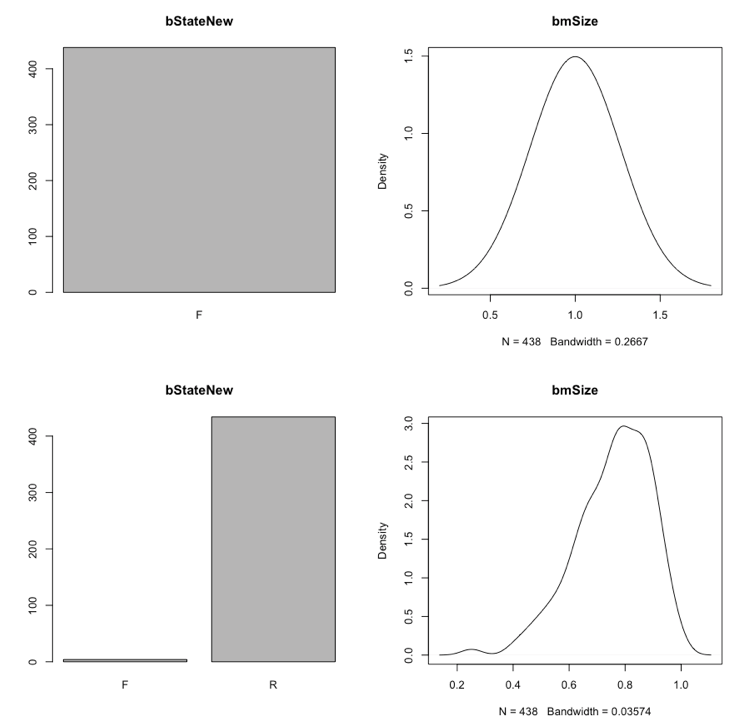 bStateNew
400
300
200
100
0
F
bmSize
Density
1.5
1.0
0.5
0.0
0.5 1.0 1.5
N = 438 Bandwidth = 0.2667
bStateNew
400
300
200
100
0
F R
bmSize
Density
3.0
2.5
2.0
1.5
1.0
0.5
0.0
0.2 0.4 0.6 0.8 1.0
N = 438 Bandwidth = 0.03574